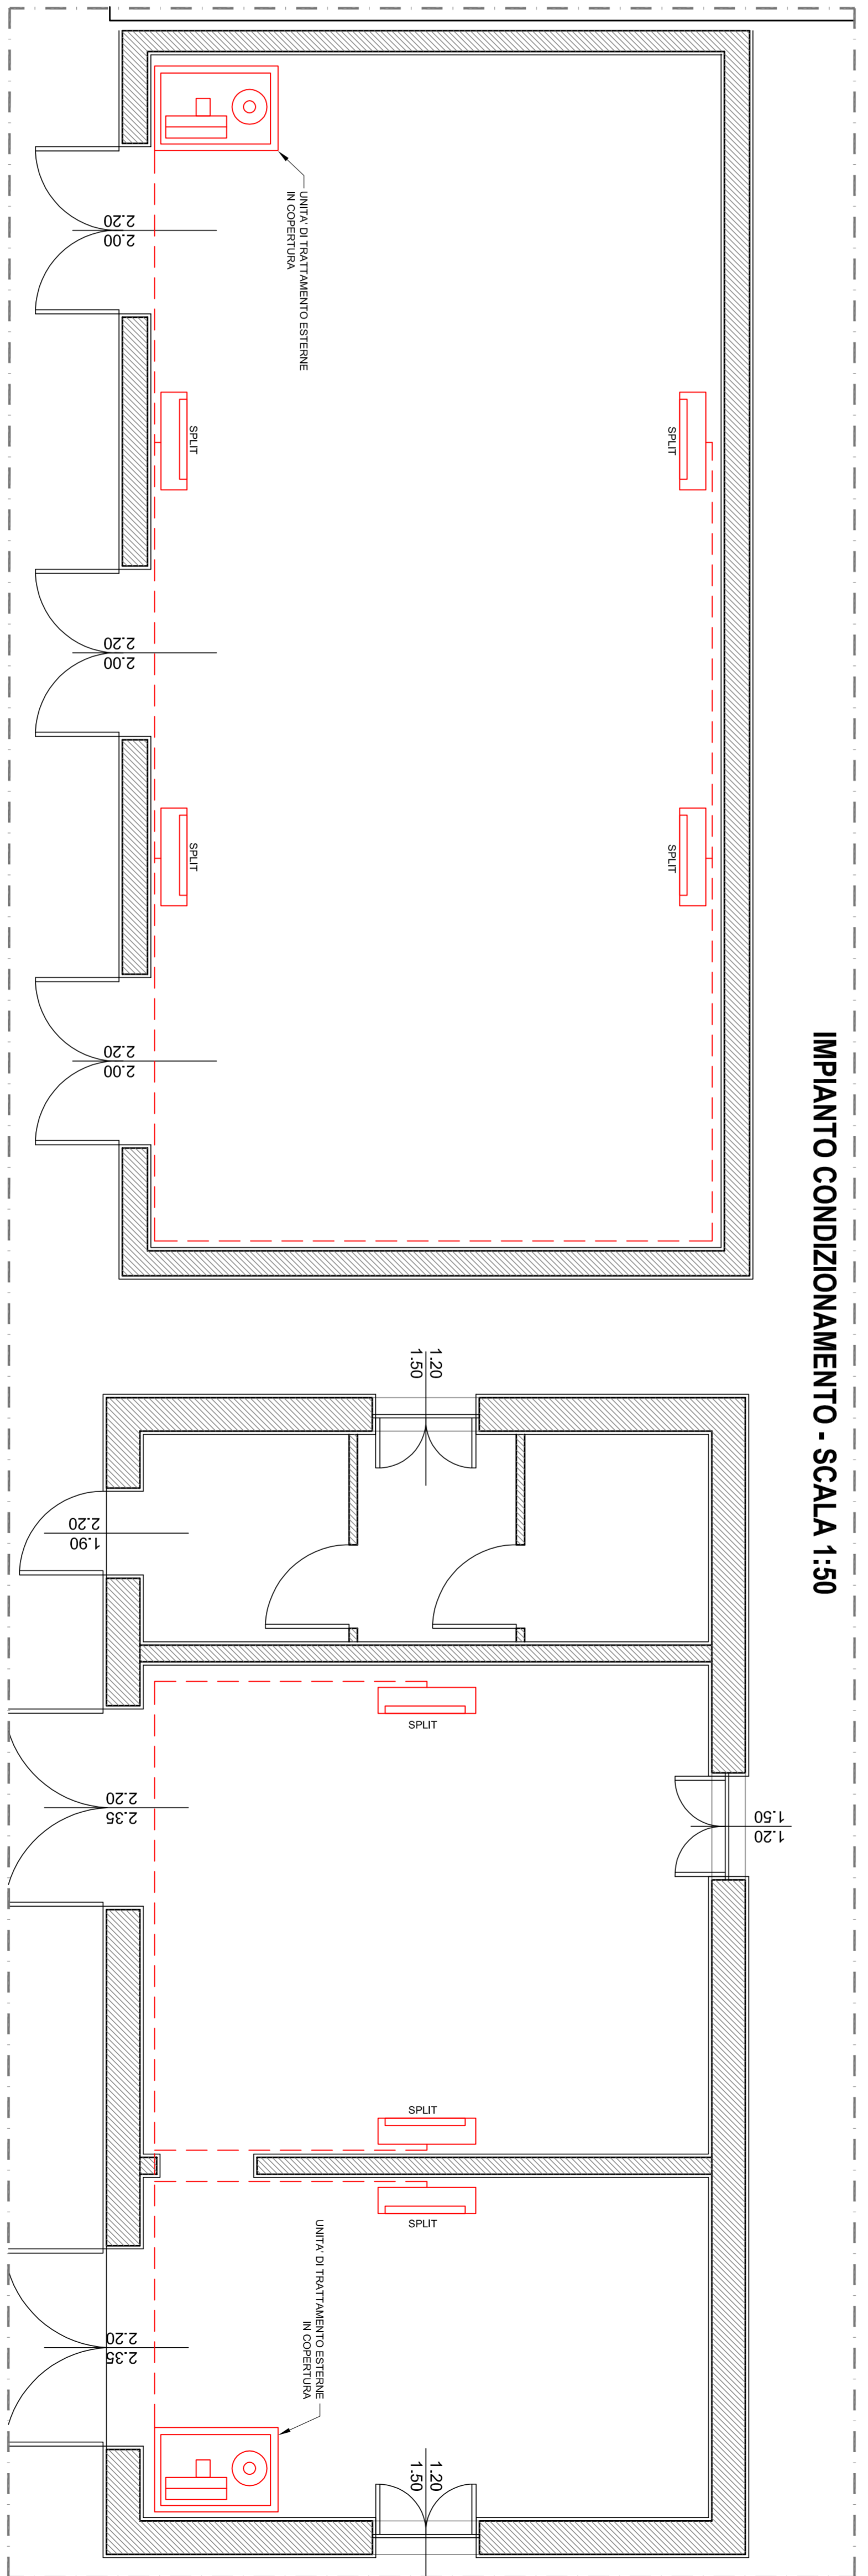 IMPIANTO CONDIZIONAMENTO - SCALA 1:50
UNITA' DI TRATTAMENTO ESTERNE
IN COPERTURA
2.00
2.20
SPLIT
SPLIT
2.00
2.20
SPLIT
SPLIT
2.00
2.20
1.20
1.50
1.90
2.20
SPLIT
2.35
2.20
1.20
1.50
SPLIT
SPLIT
UNITA' DI TRATTAMENTO ESTERNE
IN COPERTURA
2.35
2.20
1.20
1.50